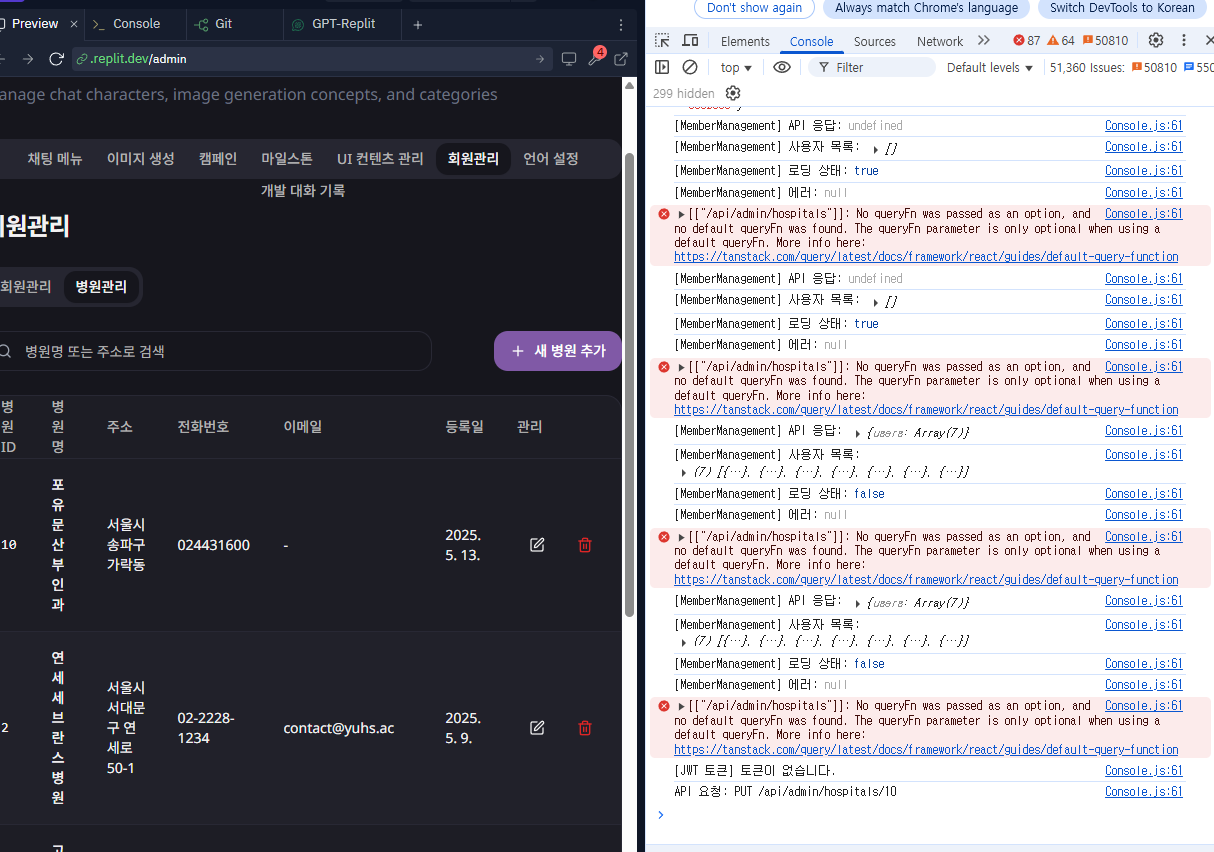 Preview
Console
Git
GPT-Replit
.replit.dev/admin
4
anage chat characters, image generation concepts, and categories
채팅 메뉴 이미지 생성 캠페인 마일스톤 UI 컨텐츠 관리 회원관리 언어 설정
개발 대화 기록
회원관리
회원관리 병원관리
병원명 또는 주소로 검색
새 병원 추가
병원 ID 병원명 주소 전화번호 이메일 등록일 관리
10
포유문산부인과
서울시
송파구
가락동
024431600
-
2025.
5. 13.
2
연세세브란스병원
서울시
서대문
구 연
세로
50-1
02-2228-
1234
contact@yuhs.ac
2025.
5. 9.
고
Don't show again
Always match Chrome's language
Switch DevTools to Korean
Elements Console Sources Network 87 64 50810
top Filter Default levels 51,360 Issues: 50810 550
299 hidden
[MemberManagement] API 응답: undefined Console.js:61
[MemberManagement] 사용자 목록: ▶ [] Console.js:61
[MemberManagement] 로딩 상태: true Console.js:61
[MemberManagement] 에러: null Console.js:61
▶[["/api/admin/hospitals"]]: No queryFn was passed as an option, and Console.js:61
no default queryFn was found. The queryFn parameter is only optional when using a
default queryFn. More info here:
https://tanstack.com/query/latest/docs/framework/react/guides/default-query-function
[MemberManagement] API 응답: undefined Console.js:61
[MemberManagement] 사용자 목록: ▶ [] Console.js:61
[MemberManagement] 로딩 상태: true Console.js:61
[MemberManagement] 에러: null Console.js:61
▶[["/api/admin/hospitals"]]: No queryFn was passed as an option, and Console.js:61
no default queryFn was found. The queryFn parameter is only optional when using a
default queryFn. More info here:
https://tanstack.com/query/latest/docs/framework/react/guides/default-query-function
[MemberManagement] API 응답: ▶ {users: Array(7)} Console.js:61
[MemberManagement] 사용자 목록: Console.js:61
▶ (7) [{…}, {…}, {…}, {…}, {…}, {…}, {…}]
[MemberManagement] 로딩 상태: false Console.js:61
[MemberManagement] 에러: null Console.js:61
▶[["/api/admin/hospitals"]]: No queryFn was passed as an option, and Console.js:61
no default queryFn was found. The queryFn parameter is only optional when using a
default queryFn. More info here:
https://tanstack.com/query/latest/docs/framework/react/guides/default-query-function
[MemberManagement] API 응답: ▶ {users: Array(7)} Console.js:61
[MemberManagement] 사용자 목록: Console.js:61
▶ (7) [{…}, {…}, {…}, {…}, {…}, {…}, {…}]
[MemberManagement] 로딩 상태: false Console.js:61
[MemberManagement] 에러: null Console.js:61
▶[["/api/admin/hospitals"]]: No queryFn was passed as an option, and Console.js:61
no default queryFn was found. The queryFn parameter is only optional when using a
default queryFn. More info here:
https://tanstack.com/query/latest/docs/framework/react/guides/default-query-function
[JWT 토큰] 토큰이 없습니다. Console.js:61
API 요청: PUT /api/admin/hospitals/10 Console.js:61